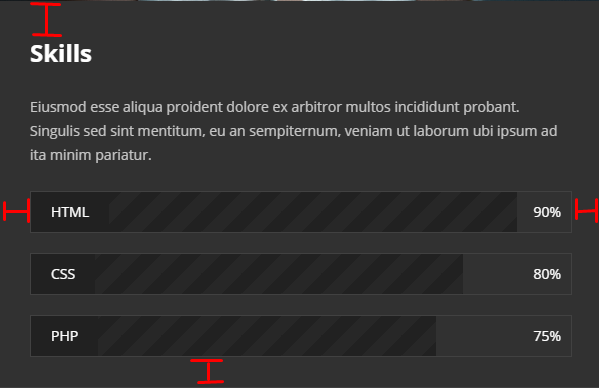 Skills
Eiusmod esse aliqua proident dolore ex arbitror multos incididunt probant.
Singulis sed sint mentitum, eu an sempiternum, veniam ut laborum ubi ipsum ad
ita minim pariatur.
HTML 90%
CSS 80%
PHP 75%